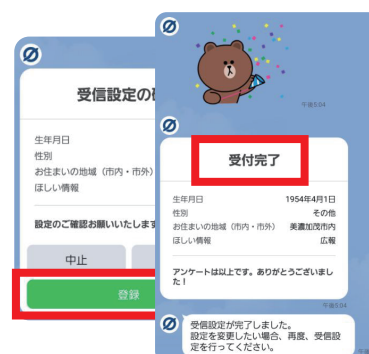 受信設定の
生年月日
性別
お住まいの地域（市内・市外）
ほしい情報
設定のご確認お願いいたします
中止
登録
午後5:04
受付完了
生年月日 1954年4月1日
性別 その他
お住まいの地域（市内・市外） 美濃加茂市内
ほしい情報 広報
アンケートは以上です。ありがとうございまし
た！
午後5:04
受信設定が完了しました。
設定を変更したい場合、再度、受信設
定を行ってください。